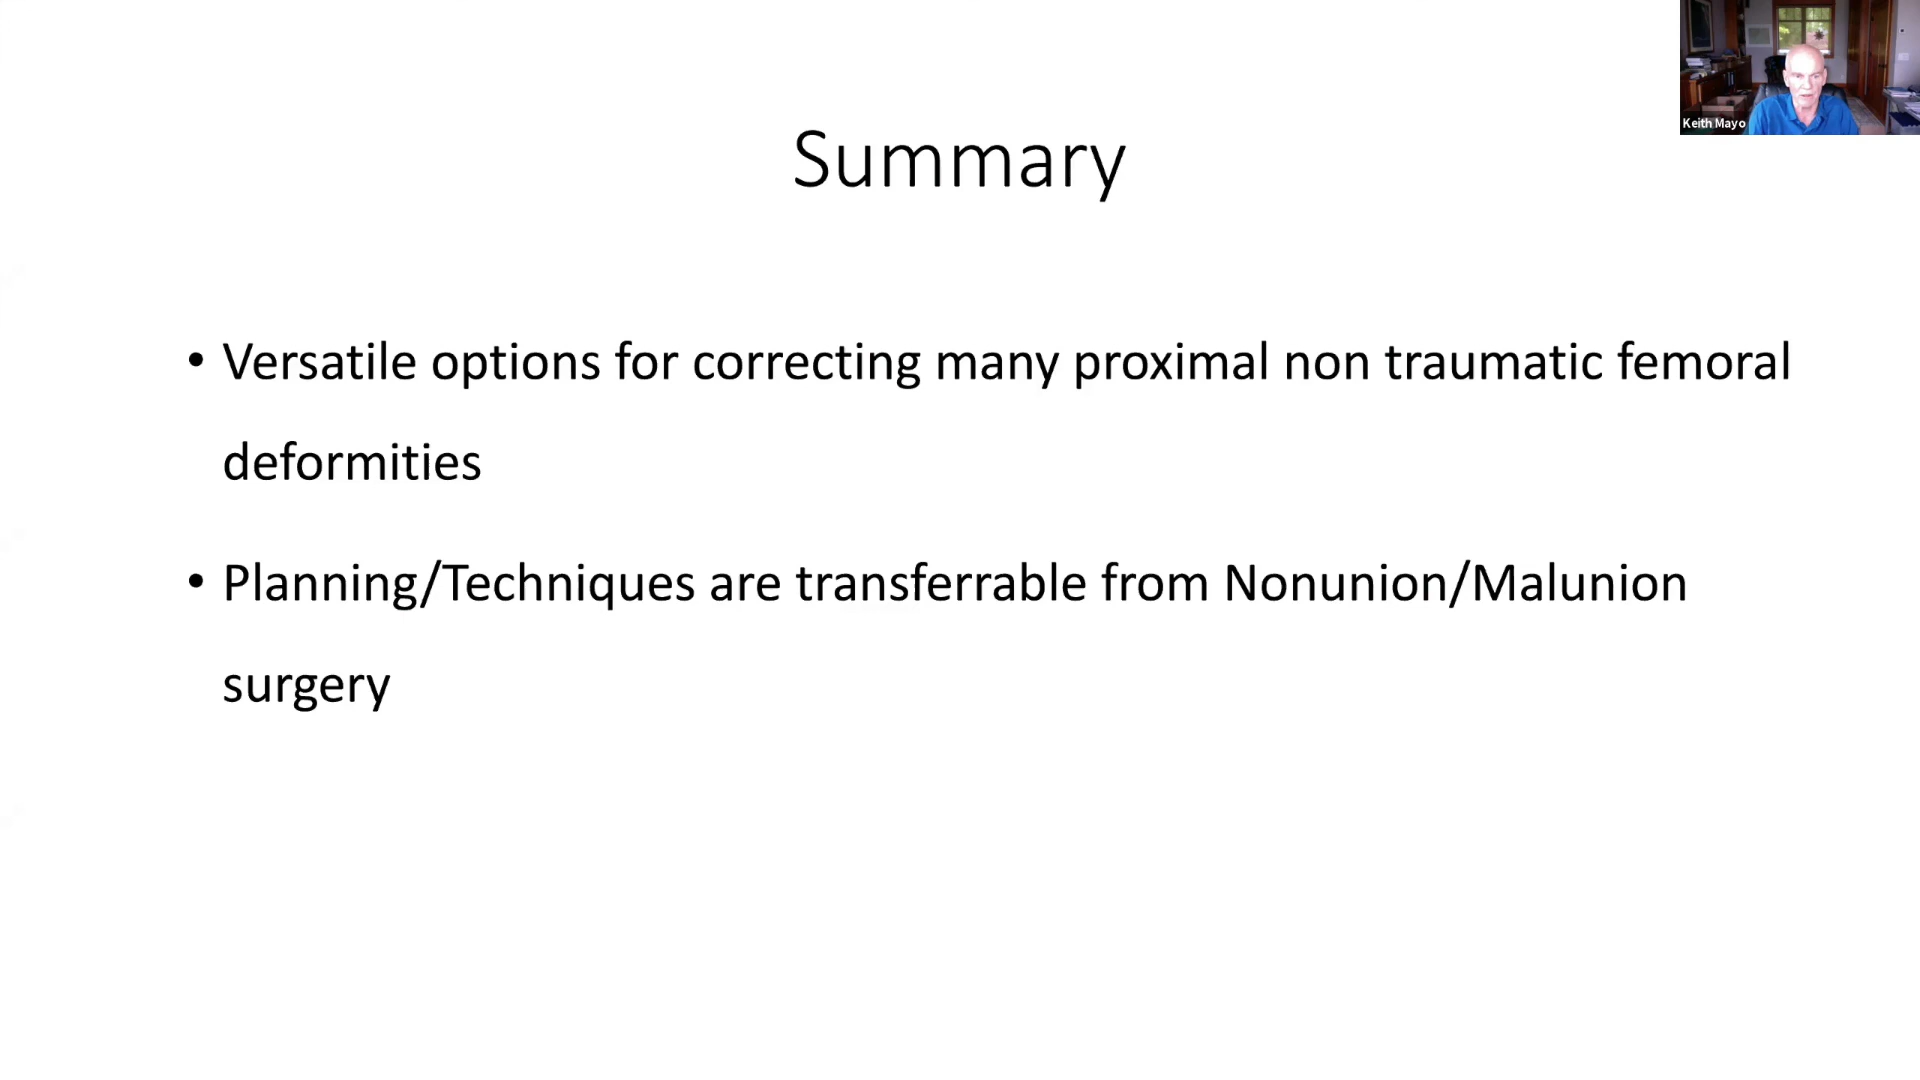 Keith Mayo
Summary
• Versatile options for correcting many proximal non traumatic femoral
deformities
• Planning/Techniques are transferrable from Nonunion/Malunion
surgery